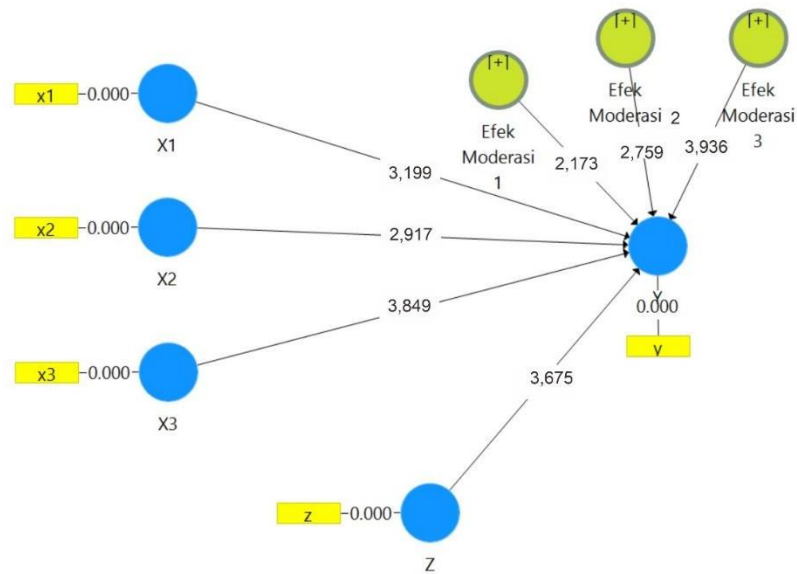 [+]
[+]
[+]
x1
-0.000-
X1
Efek
Moderasi
1
Efek
Moderasi 2
Efek
Moderasi
3
3,199
2,173
2,759
3,936
x2
-0.000-
X2
2,917
Y
0.000
y
x3
-0.000-
X3
3,849
3,675
z
-0.000-
Z